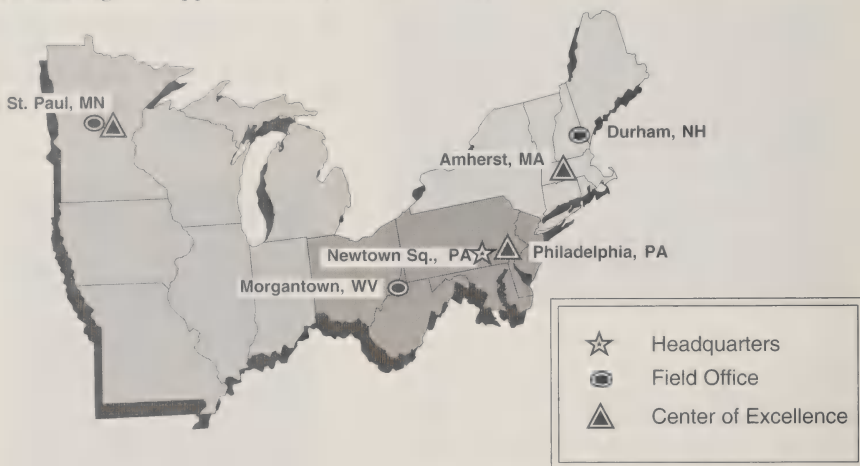 St. Paul, MN
Durham, NH
Amherst, MA
Newtown Sq., PA
Philadelphia, PA
Morgantown, WV
Headquarters
Field Office
Center of Excellence